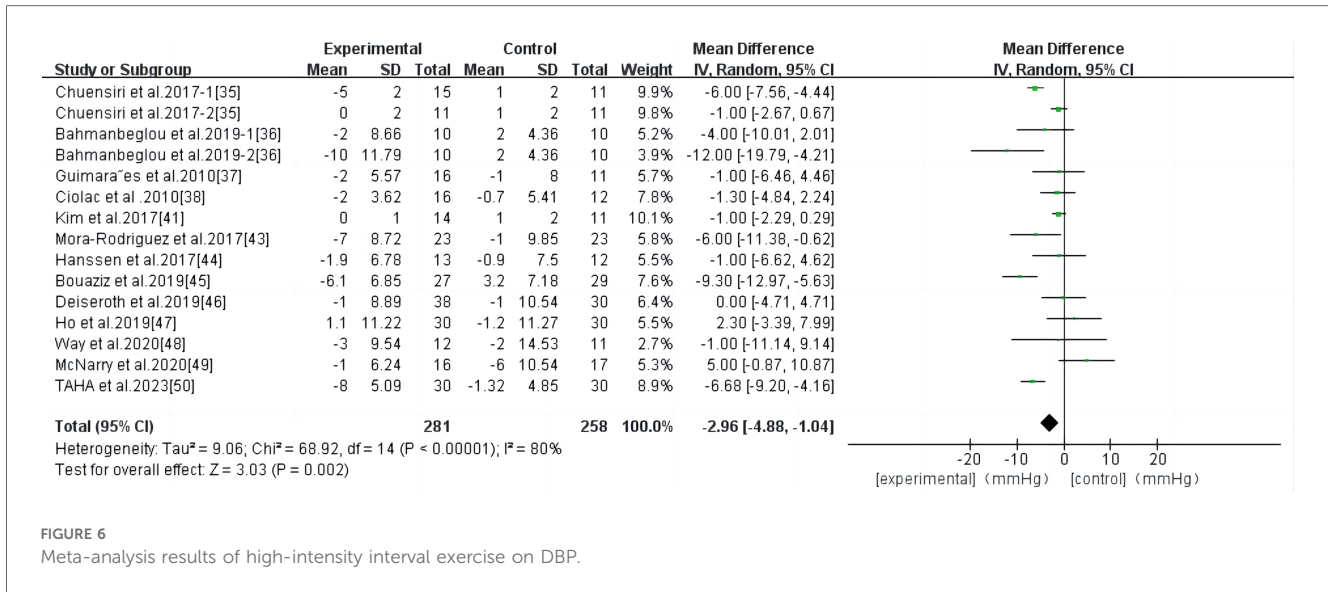 Experimental Control Mean Difference Mean Difference
Study or Subgroup Mean SD Total Mean SD Total Weight IV, Random, 95% CI IV, Random, 95% CI
Chuensiri et al.2017-1[35] -5 2 15 1 2 11 9.9% -6.00 [-7.56, -4.44]
Chuensiri et al.2017-2[35] 0 2 11 1 2 11 9.8% -1.00 [-2.67, 0.67]
Bahmanbeglou et al.2019-1[36] -2 8.66 10 2 4.36 10 5.2% -4.00 [-10.01, 2.01]
Bahmanbeglou et al.2019-2[36] -10 11.79 10 2 4.36 10 3.9% -12.00 [-19.79, -4.21]
Guimara˜es et al.2010[37] -2 5.57 16 -1 8 11 5.7% -1.00 [-6.46, 4.46]
Ciolac et al .2010[38] -2 3.62 16 -0.7 5.41 12 7.8% -1.30 [-4.84, 2.24]
Kim et al.2017[41] 0 1 14 1 2 11 10.1% -1.00 [-2.29, 0.29]
Mora-Rodriguez et al.2017[43] -7 8.72 23 -1 9.85 23 5.8% -6.00 [-11.38, -0.62]
Hanssen et al.2017[44] -1.9 6.78 13 -0.9 7.5 12 5.6% -1.00 [-6.62, 4.62]
Bouaziz et al.2019[45] -6.1 6.85 27 3.2 7.18 29 7.6% -9.30 [-12.97, -5.63]
Deiseroth et al.2019[46] -1 8.89 38 -1 10.54 30 6.4% 0.00 [-4.71, 4.71]
Ho et al.2019[47] 1.1 11.22 30 -1.2 11.27 30 5.5% 2.30 [-3.39, 7.99]
Way et al.2020[48] -3 9.54 12 -2 14.53 11 2.7% -1.00 [-11.14, 9.14]
McNarry et al.2020[49] -1 6.24 16 -6 10.54 17 5.3% 5.00 [-0.87, 10.87]
TAHA et al.2023[50] -8 5.09 30 -1.32 4.85 30 8.9% -6.68 [-9.20, -4.16]
Total (95% CI) 281 258 100.0% -2.96 [-4.88, -1.04]
Heterogeneity: Tau² = 9.06; Chi² = 68.92, df = 14 (P < 0.00001); I² = 80%
Test for overall effect: Z = 3.03 (P = 0.002)
-20 -10 0 10 20
[experimental] (mmHg) [control] (mmHg)
FIGURE 6
Meta-analysis results of high-intensity interval exercise on DBP.